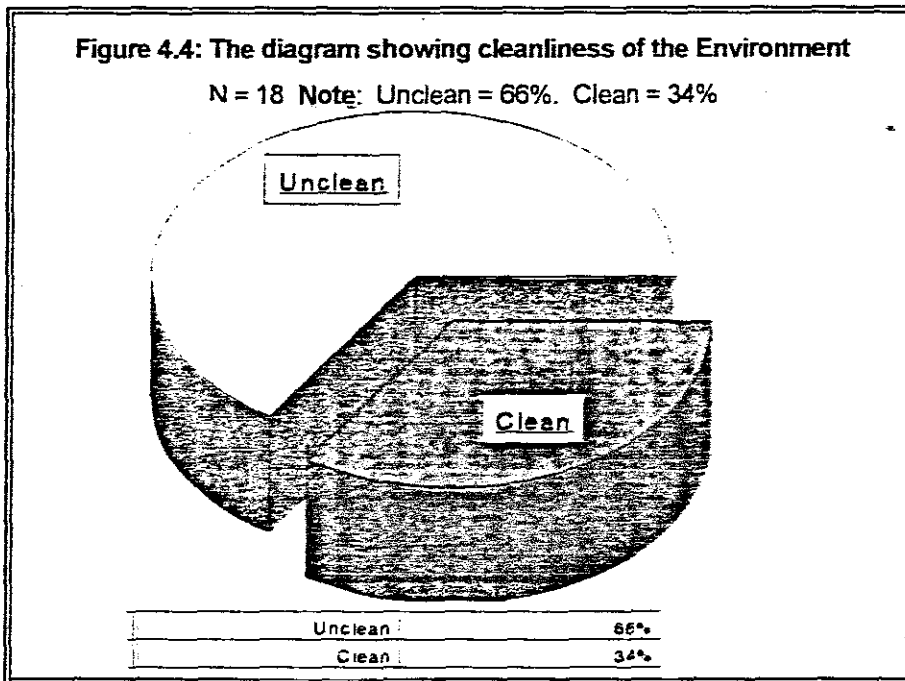 Figure 4.4: The diagram showing cleanliness of the Environment
N = 18 Note: Unclean = 66%. Clean = 34%
Unclean
Clean
Unclean 66%
Clean 34%